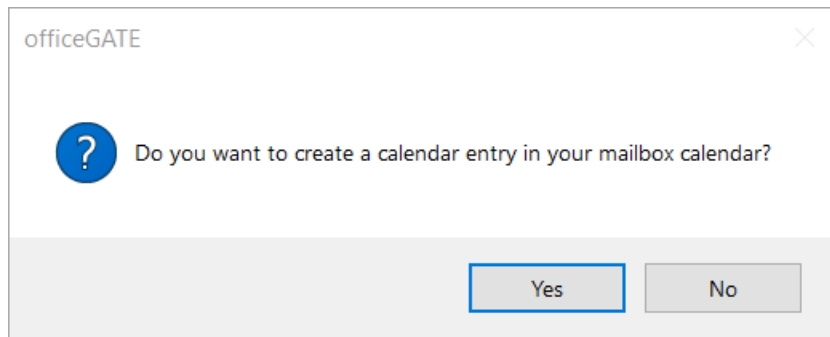 officeGATE
Do you want to create a calendar entry in your mailbox calendar?
Yes
No